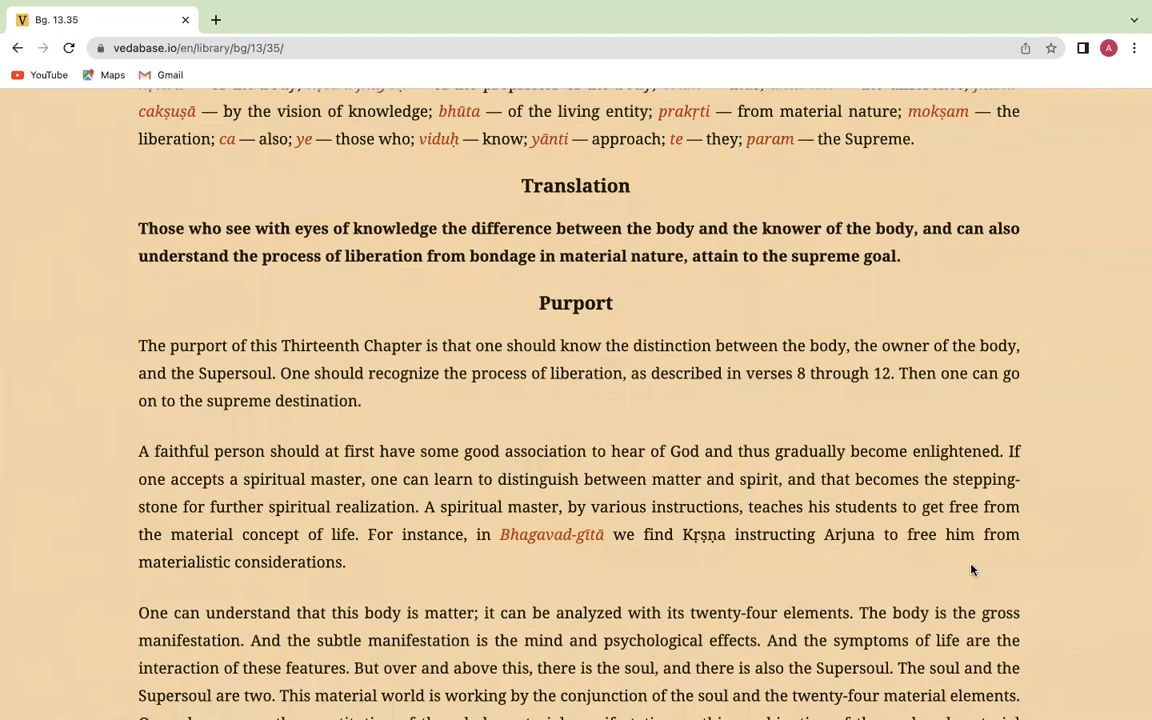 Bg. 13.35
vedabase.io/en/library/bg/13/35/
A
YouTube
Maps
Gmail
cakṣuṣā — by the vision of knowledge; bhūta — of the living entity; prakṛti — from material nature; mokṣam — the
liberation; ca — also; ye — those who; viduḥ — know; yānti — approach; te — they; param — the Supreme.
Translation
Those who see with eyes of knowledge the difference between the body and the knower of the body, and can also
understand the process of liberation from bondage in material nature, attain to the supreme goal.
Purport
The purport of this Thirteenth Chapter is that one should know the distinction between the body, the owner of the body,
and the Supersoul. One should recognize the process of liberation, as described in verses 8 through 12. Then one can go
on to the supreme destination.
A faithful person should at first have some good association to hear of God and thus gradually become enlightened. If
one accepts a spiritual master, one can learn to distinguish between matter and spirit, and that becomes the stepping-
stone for further spiritual realization. A spiritual master, by various instructions, teaches his students to get free from
the material concept of life. For instance, in Bhagavad-gītā we find Kṛṣṇa instructing Arjuna to free him from
materialistic considerations.
One can understand that this body is matter; it can be analyzed with its twenty-four elements. The body is the gross
manifestation. And the subtle manifestation is the mind and psychological effects. And the symptoms of life are the
interaction of these features. But over and above this, there is the soul, and there is also the Supersoul. The soul and the
Supersoul are two. This material world is working by the conjunction of the soul and the twenty-four material elements.